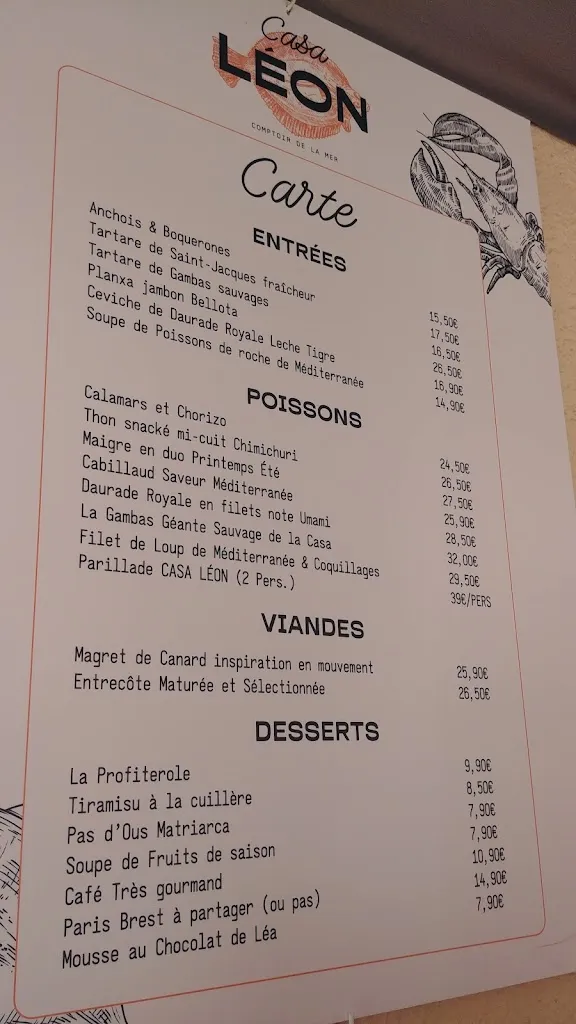 Casa
LÉON
COMPTOIR DE LA MER
Carte
ENTRÉES
Anchois & Boquerones 15,50€
Tartare de Saint-Jacques fraîcheur 17,50€
Tartare de Gambas sauvages 16,50€
Planxa jambon Bellota 26,50€
Ceviche de Daurade Royale Leche Tigre 16,90€
Soupe de Poissons de roche de Méditerranée 14,90€
POISSONS
Calamars et Chorizo 24,50€
Thon snacké mi-cuit Chimichuri 26,50€
Maigre en duo Printemps Été 27,50€
Cabillaud Saveur Méditerranée 25,90€
Daurade Royale en filets note Umami 28,50€
La Gambas Géante Sauvage de la Casa 32,00€
Filet de Loup de Méditerranée & Coquillages 29,50€
Parillade CASA LÉON (2 Pers.) 39€/PERS
VIANDES
Magret de Canard inspiration en mouvement 25,90€
Entrecôte Maturée et Sélectionnée 26,50€
DESSERTS
La Profiterole 9,90€
Tiramisu à la cuillère 8,50€
Pas d'Ous Matriarca 7,90€
Soupe de Fruits de saison 7,90€
Café Très gourmand 10,90€
Paris Brest à partager (ou pas) 14,90€
Mousse au Chocolat de Léa 7,90€